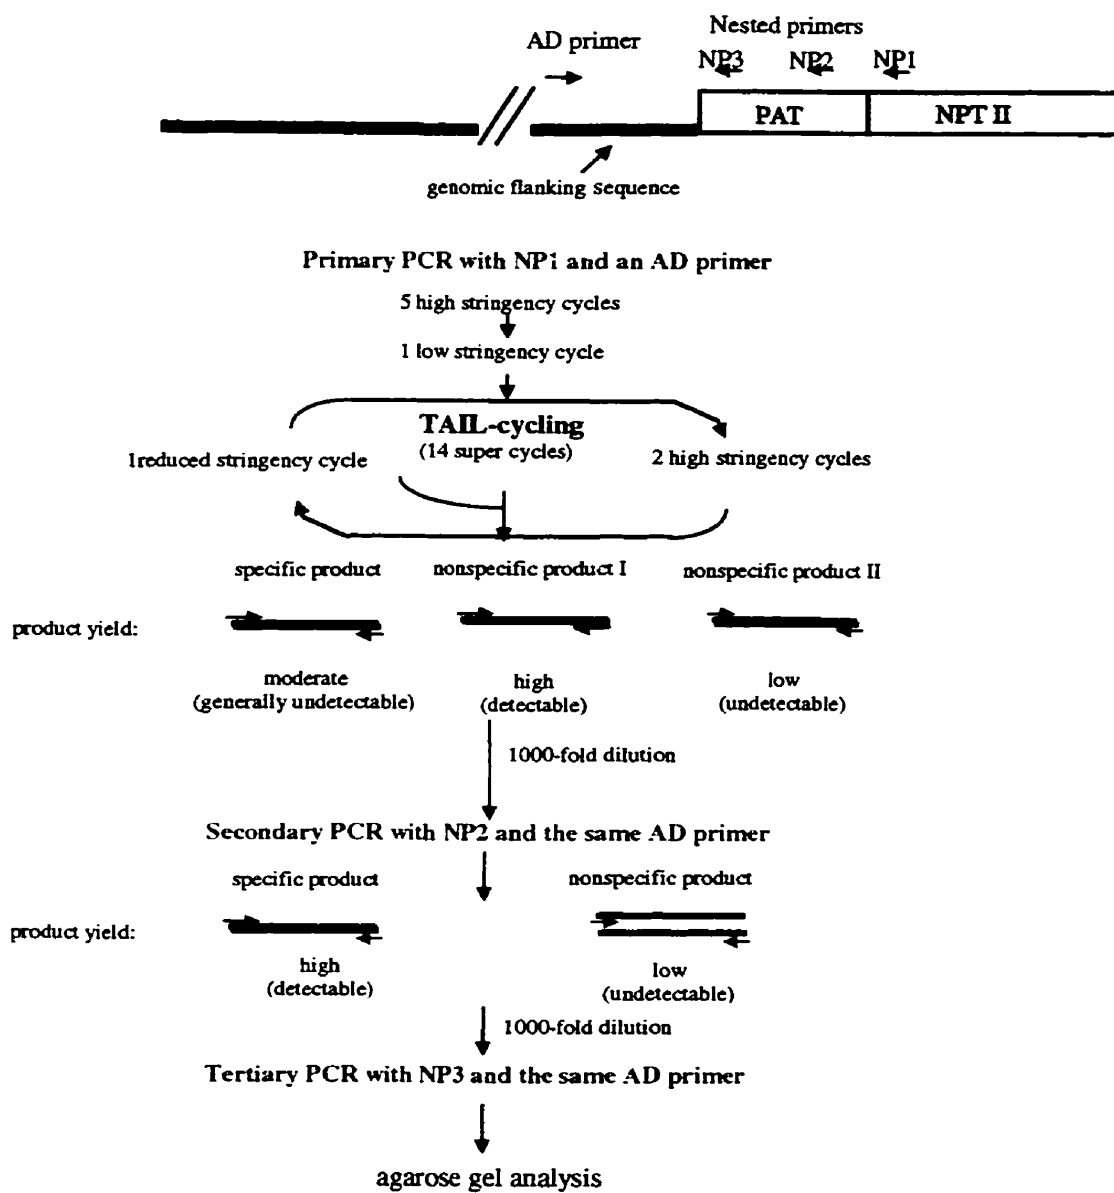 Nested primers
AD primer
NP3 NP2 NP1
PAT NPT II
genomic flanking sequence
Primary PCR with NP1 and an AD primer
5 high stringency cycles
1 low stringency cycle
TAIL-cycling
(14 super cycles)
1reduced stringency cycle
2 high stringency cycles
specific product nonspecific product I nonspecific product II
product yield:
moderate
(generally undetectable)
high
(detectable)
low
(undetectable)
1000-fold dilution
Secondary PCR with NP2 and the same AD primer
specific product nonspecific product
product yield:
high
(detectable)
low
(undetectable)
1000-fold dilution
Tertiary PCR with NP3 and the same AD primer
agarose gel analysis